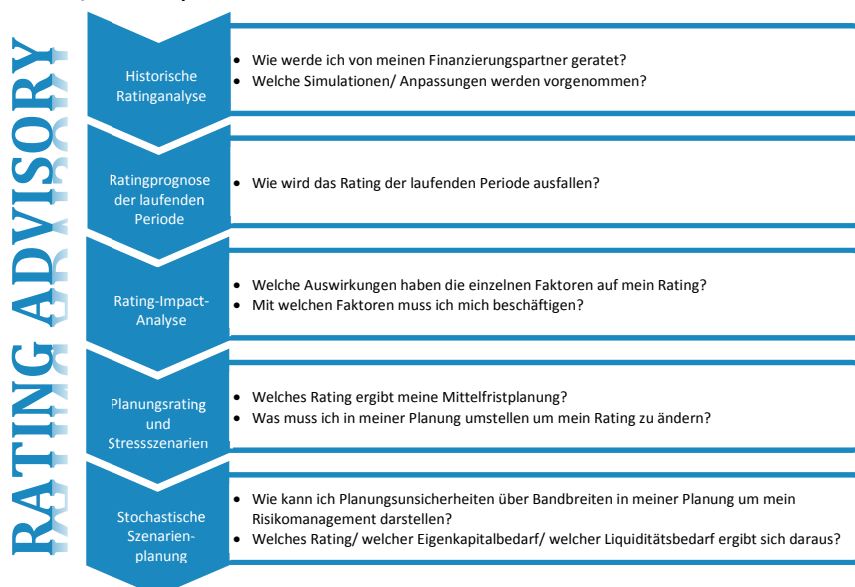 RATING ADVISORY
Historische
Ratinganalyse
• Wie werde ich von meinen Finanzierungspartner geratet?
• Welche Simulationen/ Anpassungen werden vorgenommen?
Ratingprognose
der laufenden
Periode
• Wie wird das Rating der laufenden Periode ausfallen?
Rating-Impact-
Analyse
• Welche Auswirkungen haben die einzelnen Faktoren auf mein Rating?
• Mit welchen Faktoren muss ich mich beschäftigen?
Planungsrating
und
Stressszenarien
• Welches Rating ergibt meine Mittelfristplanung?
• Was muss ich in meiner Planung umstellen um mein Rating zu ändern?
Stochastische
Szenarien-
planung
• Wie kann ich Planungsunsicherheiten über Bandbreiten in meiner Planung um mein
Risikomanagement darstellen?
• Welches Rating/ welcher Eigenkapitalbedarf/ welcher Liquiditätsbedarf ergibt sich daraus?